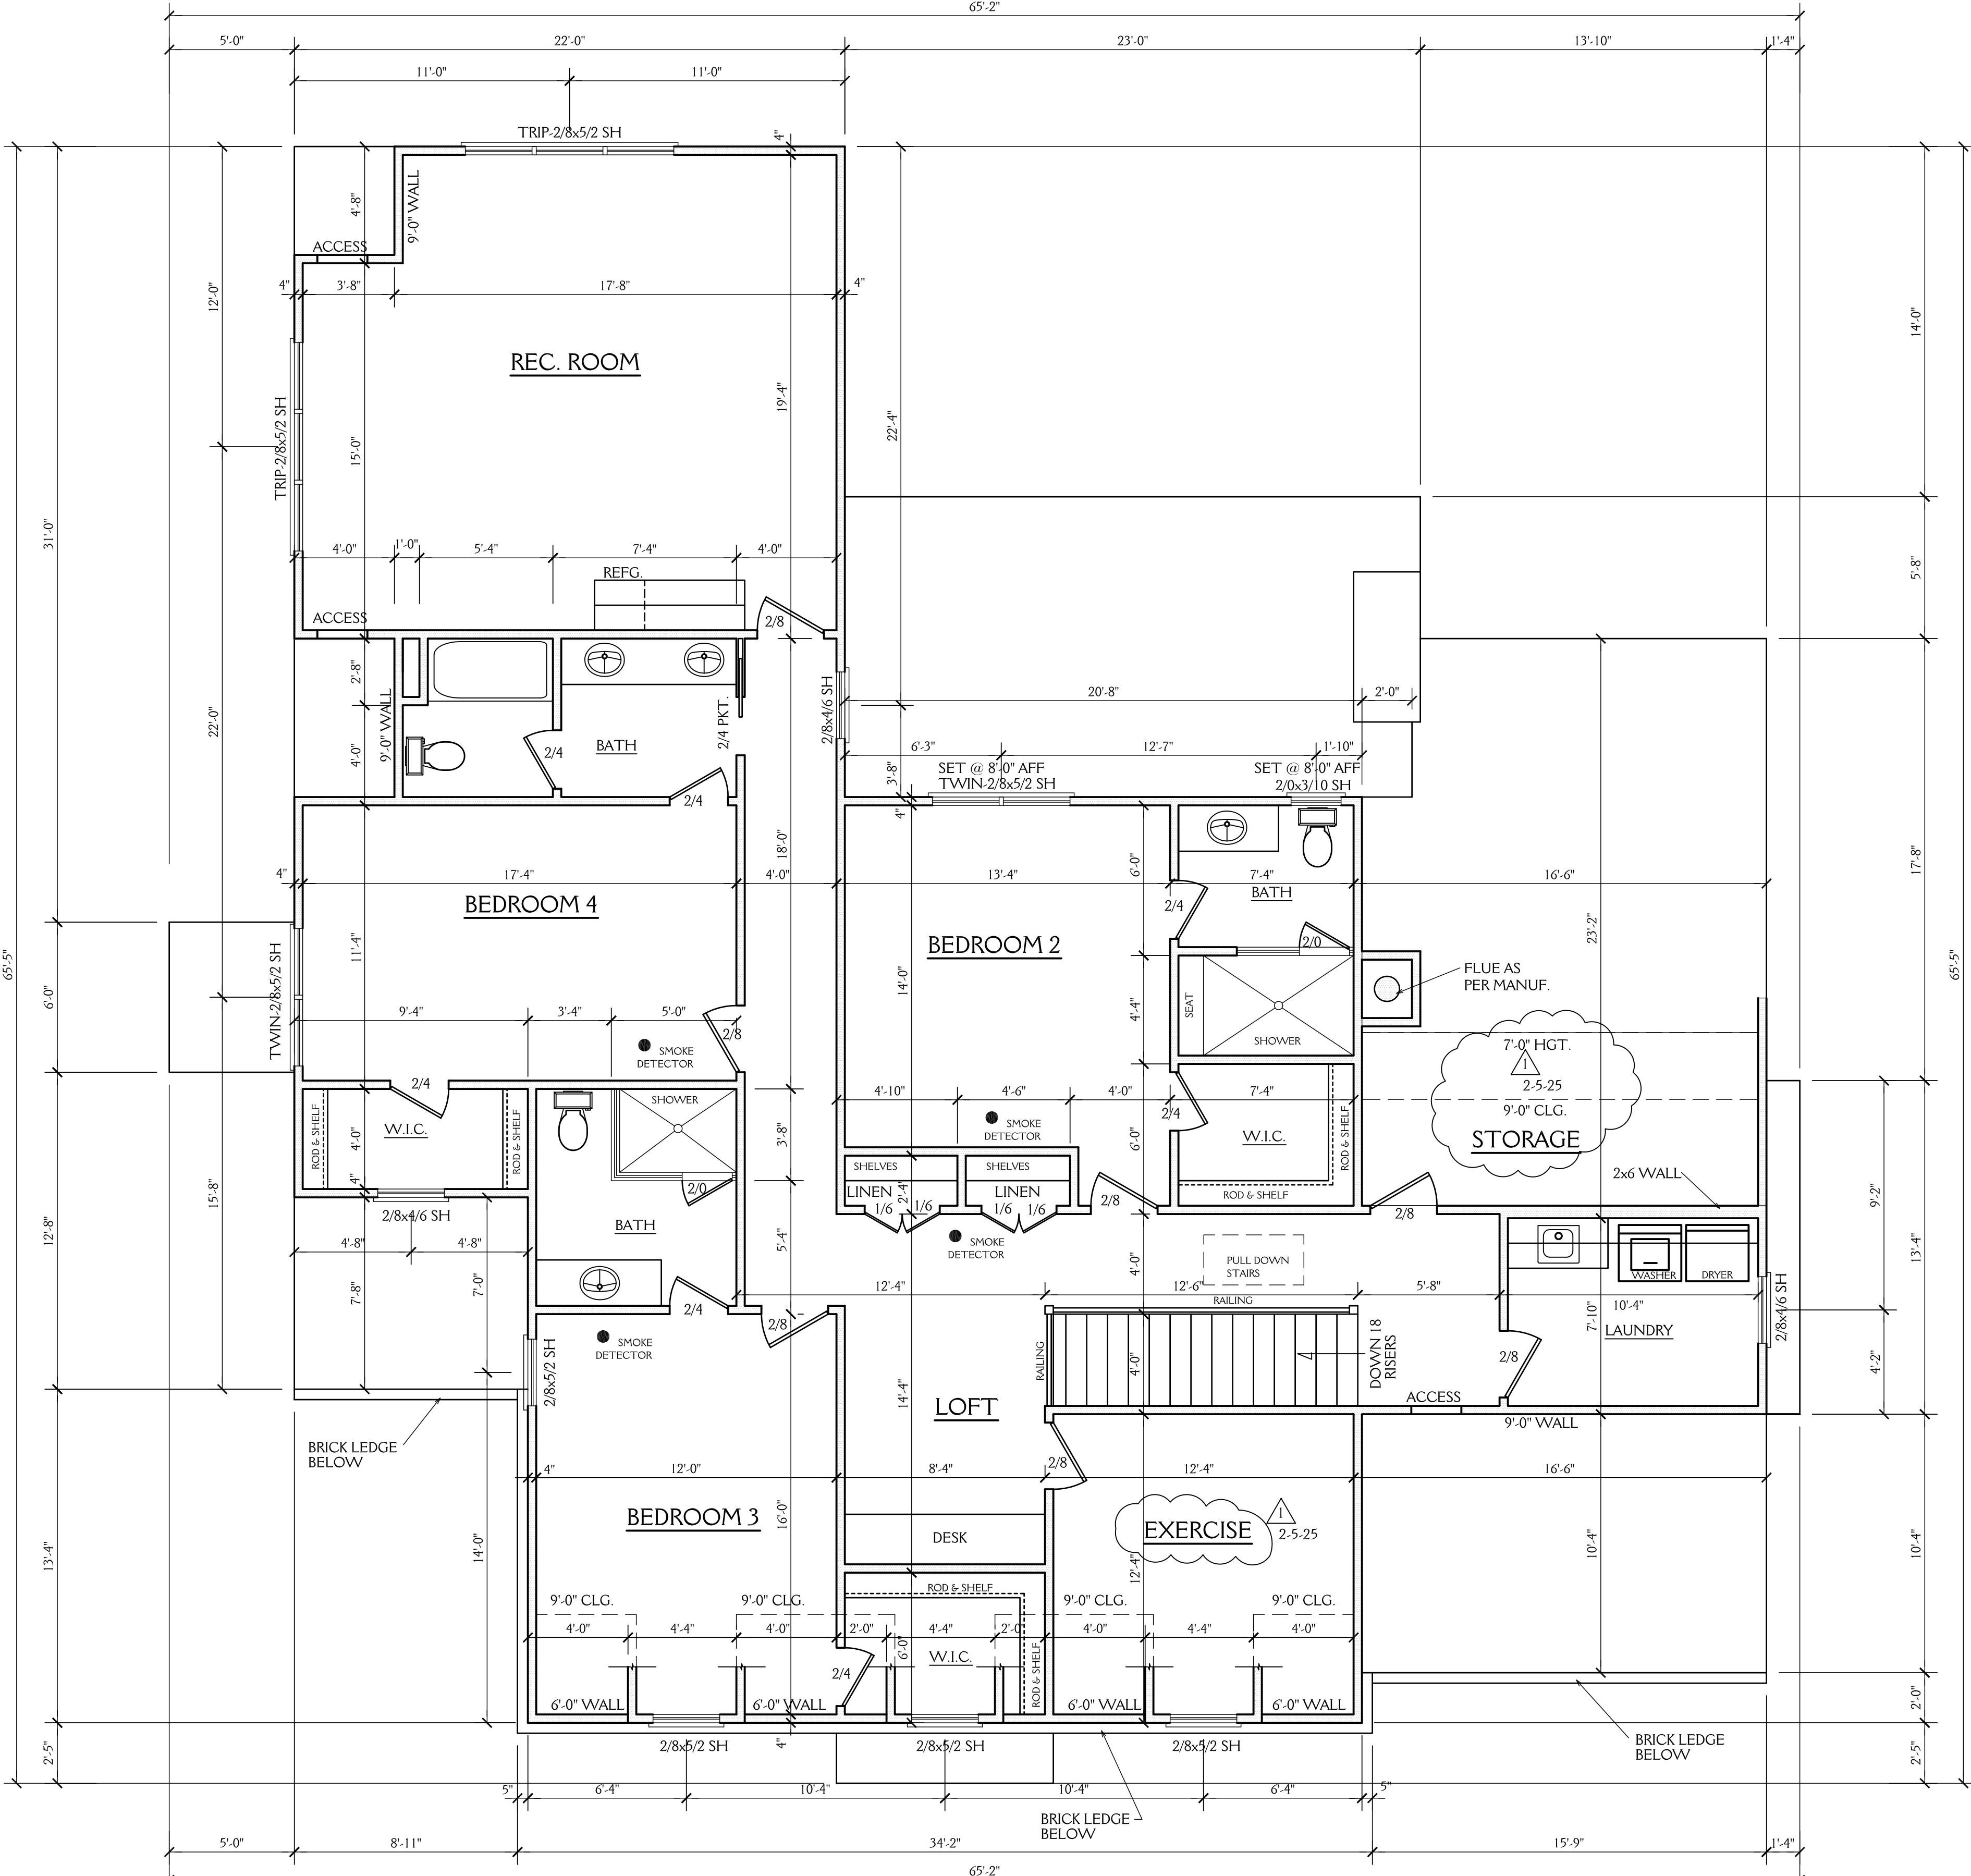 65'-2"
5'-0" 22'-0" 23'-0" 13'-10" 1'-4"
11'-0" 11'-0"
TRIP-2/8x5/2 SH
4"
4'-8"
9'-0" WALL
ACCESS
4" 3'-8" 17'-8" 4"
12'-0"
14'-0"
REC. ROOM
19'-4"
22'-4"
TRIP-2/8x5/2 SH
15'-0"
31'-0"
4'-0" 1'-0" 5'-4" 7'-4" 4'-0"
REFG.
5'-8"
ACCESS
2/8
2'-8"
9'-0" WALL
4'-0"
22'-0"
2/4
BATH
2/4 PKT.
2/4
2/8x4/6 SH
20'-8" 2'-0"
6'-3" 12'-7" 1'-10"
3'-8"
SET @ 8'-0" AFF
TWIN-2/8x5/2 SH
SET @ 8'-0" AFF
2/0x3/10 SH
4"
18'-0"
6'-0"
17'-8"
4" 17'-4" 4'-0" 13'-4" 7'-4" 16'-6"
BATH
BEDROOM 4
2/4
23'-2"
BEDROOM 2
2/0
11'-4"
TWIN-2/8x5/2 SH
65'-5"
6'-0"
65'-5"
14'-0"
FLUE AS
PER MANUF.
SEAT
4'-4"
9'-4" 3'-4" 5'-0"
2/8
SHOWER
SMOKE
DETECTOR
7'-0" HGT.
1
2-5-25
9'-0" CLG.
STORAGE
2/4
SHOWER
4'-10" 4'-6" 4'-0" 7'-4"
2/4
SMOKE
DETECTOR
ROD & SHELF
4'-0"
W.I.C.
ROD & SHELF
4"
3'-8"
W.I.C.
6'-0"
ROD & SHELF
ROD & SHELF
SHELVES SHELVES
LINEN LINEN
2'-4"
1/6 1/6 1/6 1/6
2/8
2/8
2x6 WALL
9'-2"
15'-8"
2/0
2/8x4/6 SH
BATH
4'-8" 4'-8"
12'-8"
7'-8"
7'-0"
5'-4"
SMOKE
DETECTOR
4'-0"
PULL DOWN
STAIRS
WASHER DRYER
13'-4"
12'-4" 12'-6" 5'-8"
RAILING
10'-4"
7'-10"
LAUNDRY
2/8x4/6 SH
2/4
2/8
SMOKE
DETECTOR
2/8x5/2 SH
RAILING
4'-0"
DOWN 18
RISERS
2/8
4'-2"
ACCESS
9'-0" WALL
LOFT
14'-4"
BRICK LEDGE
BELOW
2/8
4" 12'-0" 8'-4" 12'-4" 16'-6"
BEDROOM 3
16'-0"
DESK
EXERCISE
1
2-5-25
12'-4"
14'-0"
13'-4"
10'-4"
10'-4"
ROD & SHELF
9'-0" CLG. 9'-0" CLG. 9'-0" CLG. 9'-0" CLG.
4'-0" 4'-4" 4'-0" 2'-0" 4'-4" 2'-0" 4'-0" 4'-4" 4'-0"
6'-0"
W.I.C.
ROD & SHELF
2/4
6'-0" WALL 6'-0" WALL 6'-0" WALL 6'-0" WALL
2'-0"
2/8x5/2 SH 2/8x5/2 SH 2/8x5/2 SH
4"
2'-5"
2'-5"
BRICK LEDGE
BELOW
5" 6'-4" 10'-4" 10'-4" 6'-4" 5"
BRICK LEDGE
BELOW
5'-0" 8'-11" 34'-2" 15'-9" 1'-4"
65'-2"